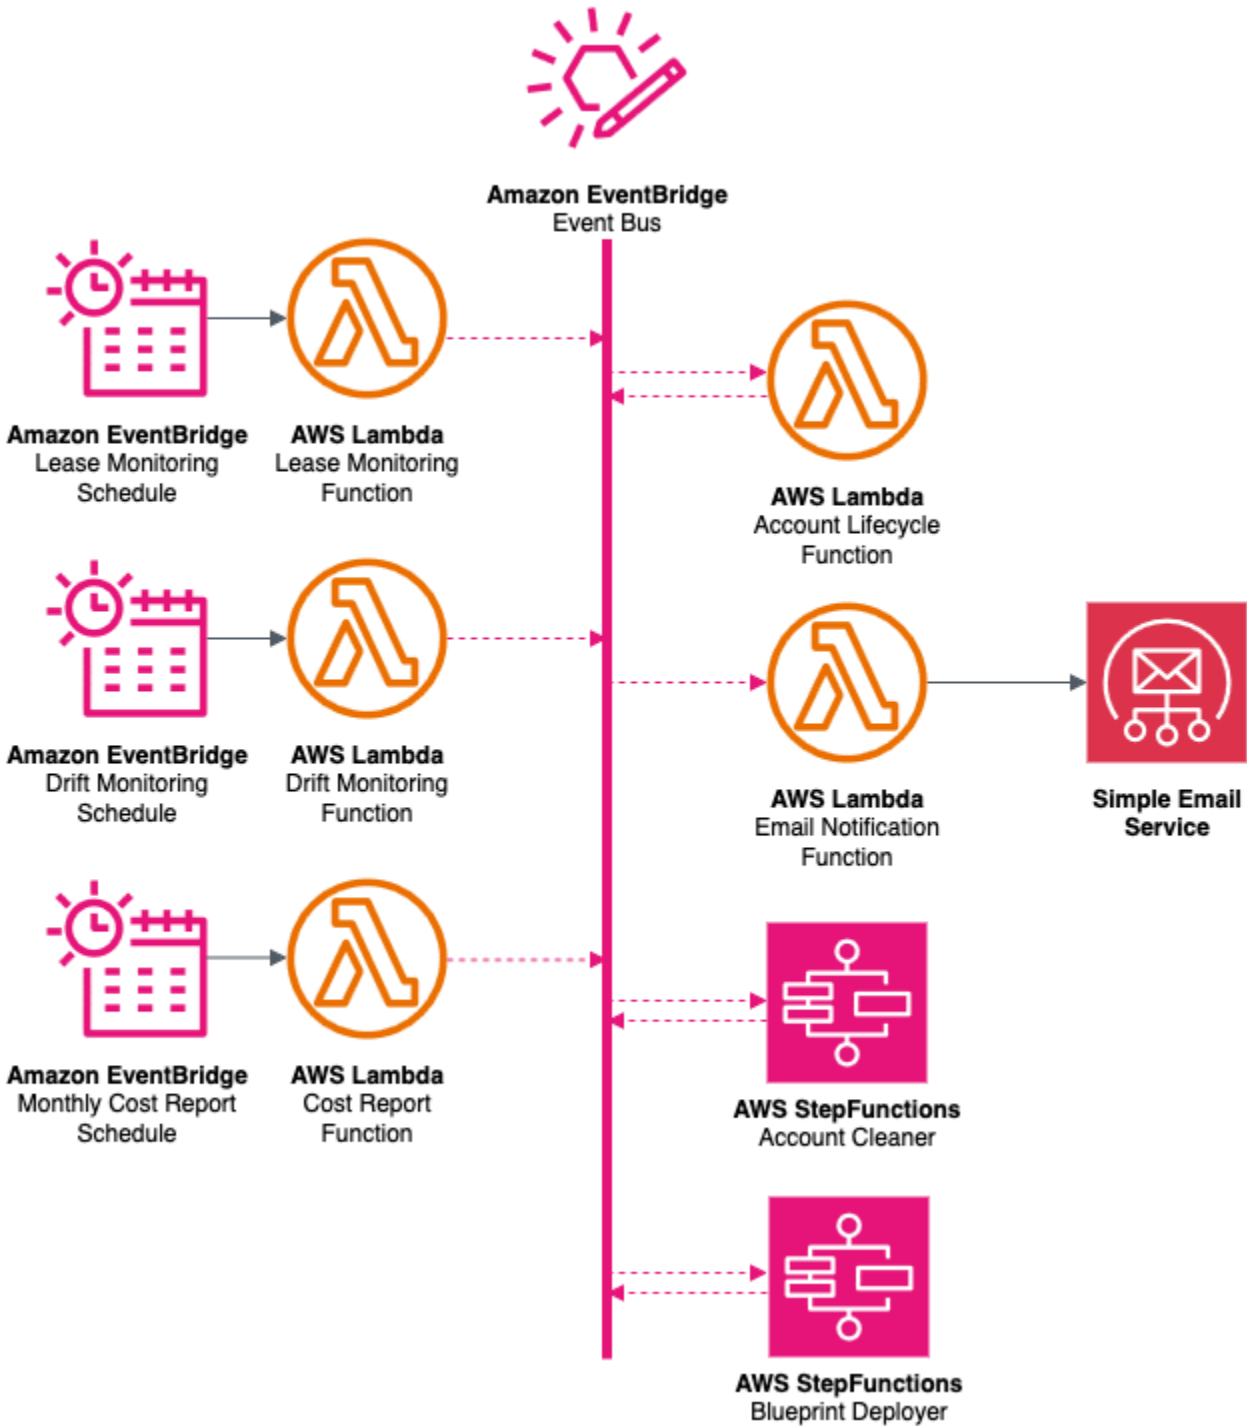 Amazon EventBridge
Event Bus
Amazon EventBridge
Lease Monitoring
Schedule
AWS Lambda
Lease Monitoring
Function
AWS Lambda
Account Lifecycle
Function
Amazon EventBridge
Drift Monitoring
Schedule
AWS Lambda
Drift Monitoring
Function
AWS Lambda
Email Notification
Function
Simple Email
Service
Amazon EventBridge
Monthly Cost Report
Schedule
AWS Lambda
Cost Report
Function
AWS StepFunctions
Account Cleaner
AWS StepFunctions
Blueprint Deployer